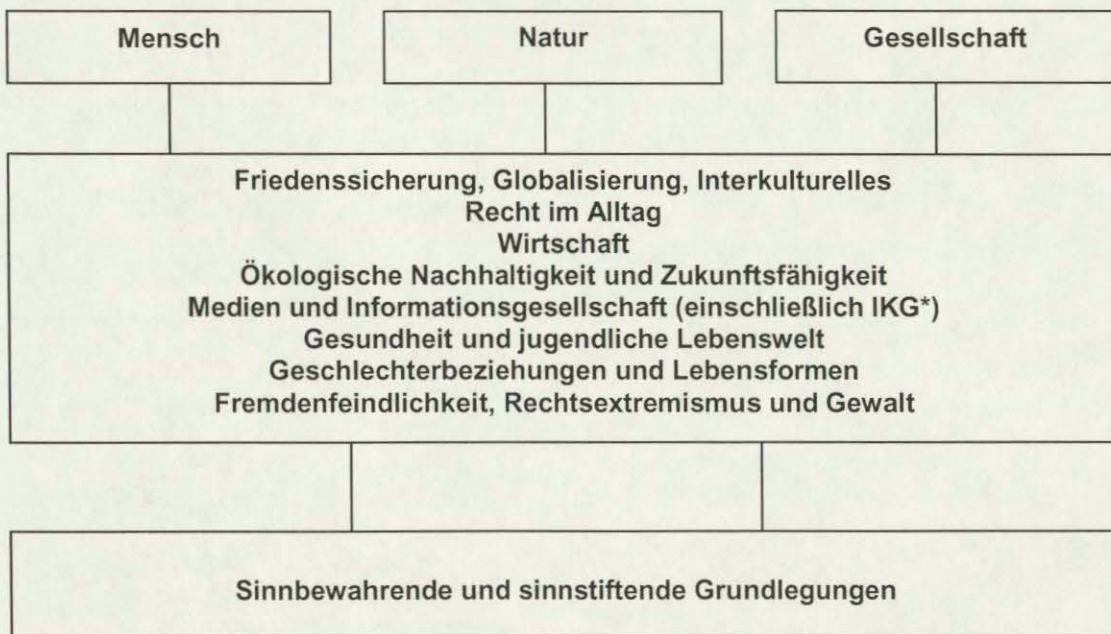 Mensch
Natur
Gesellschaft
Friedenssicherung, Globalisierung, Interkulturelles
Recht im Alltag
Wirtschaft
Ökologische Nachhaltigkeit und Zukunftsfähigkeit
Medien und Informationsgesellschaft (einschließlich IKG*)
Gesundheit und jugendliche Lebenswelt
Geschlechterbeziehungen und Lebensformen
Fremdenfeindlichkeit, Rechtsextremismus und Gewalt
Sinnbewahrende und sinnstiftende Grundlegungen